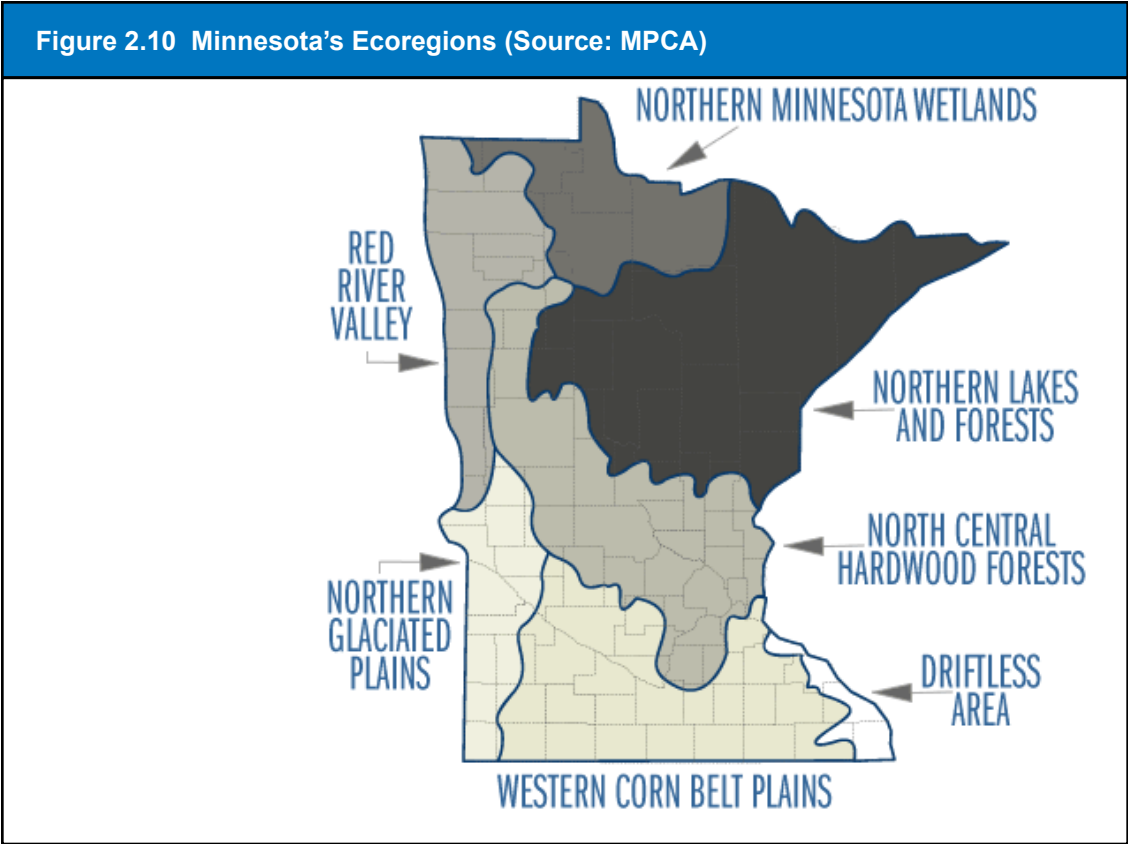 Figure 2.10  Minnesota’s Ecoregions (Source: MPCA)
NORTHERN MINNESOTA WETLANDS
RED
RIVER
VALLEY
NORTHERN LAKES
AND FORESTS
NORTH CENTRAL
HARDWOOD FORESTS
NORTHERN
GLACIATED
PLAINS
DRIFTLESS
AREA
WESTERN CORN BELT PLAINS